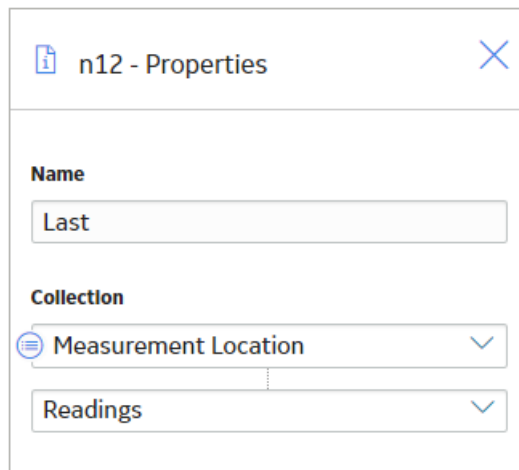 n12 - Properties
Name
Last
Collection
Measurement Location
Readings